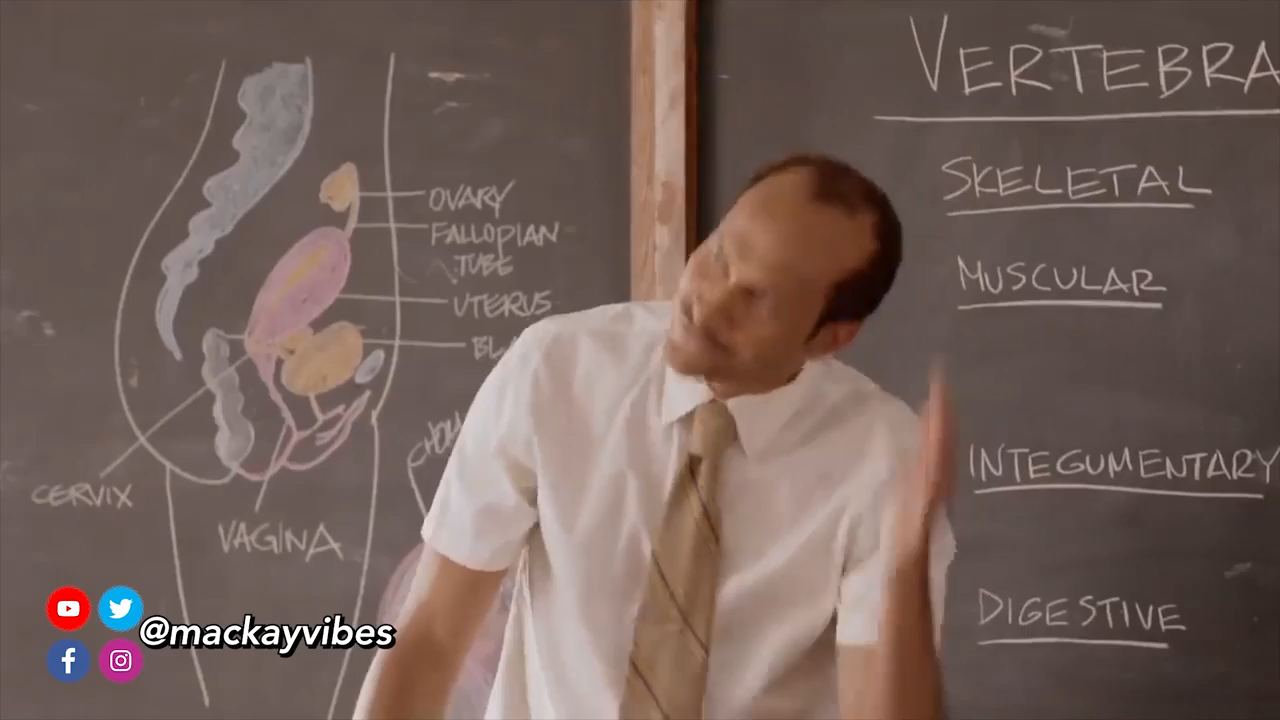 OVARY
FALLOPIAN
TUBE
UTERUS
CERVIX
VAGINA
VERTEBRA
SKELETAL
MUSCULAR
INTEGUMENTARY
DIGESTIVE
@mackayvibes